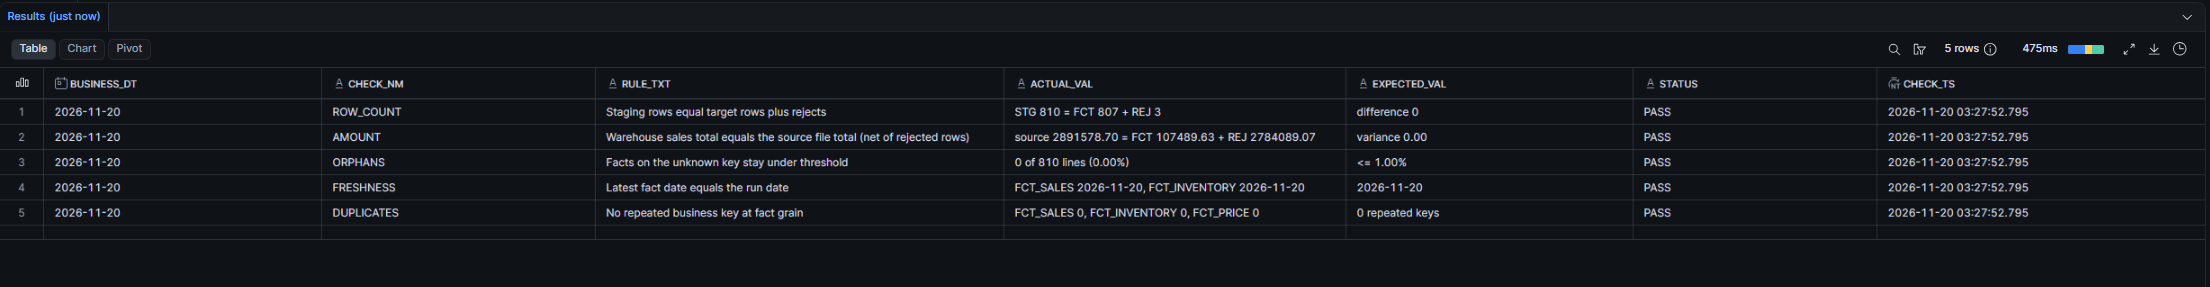 Results (just now)
Table Chart Pivot 5 rows 475ms
BUSINESS_DT CHECK_NM RULE_TXT ACTUAL_VAL EXPECTED_VAL STATUS CHECK_TS
1 2026-11-20 ROW_COUNT Staging rows equal target rows plus rejects STG 810 = FCT 807 + REJ 3 difference 0 PASS 2026-11-20 03:27:52.795
2 2026-11-20 AMOUNT Warehouse sales total equals the source file total (net of rejected rows) source 2891578.70 = FCT 107489.63 + REJ 2784089.07 variance 0.00 PASS 2026-11-20 03:27:52.795
3 2026-11-20 ORPHANS Facts on the unknown key stay under threshold 0 of 810 lines (0.00%) <= 1.00% PASS 2026-11-20 03:27:52.795
4 2026-11-20 FRESHNESS Latest fact date equals the run date FCT_SALES 2026-11-20, FCT_INVENTORY 2026-11-20 2026-11-20 PASS 2026-11-20 03:27:52.795
5 2026-11-20 DUPLICATES No repeated business key at fact grain FCT_SALES 0, FCT_INVENTORY 0, FCT_PRICE 0 0 repeated keys PASS 2026-11-20 03:27:52.795